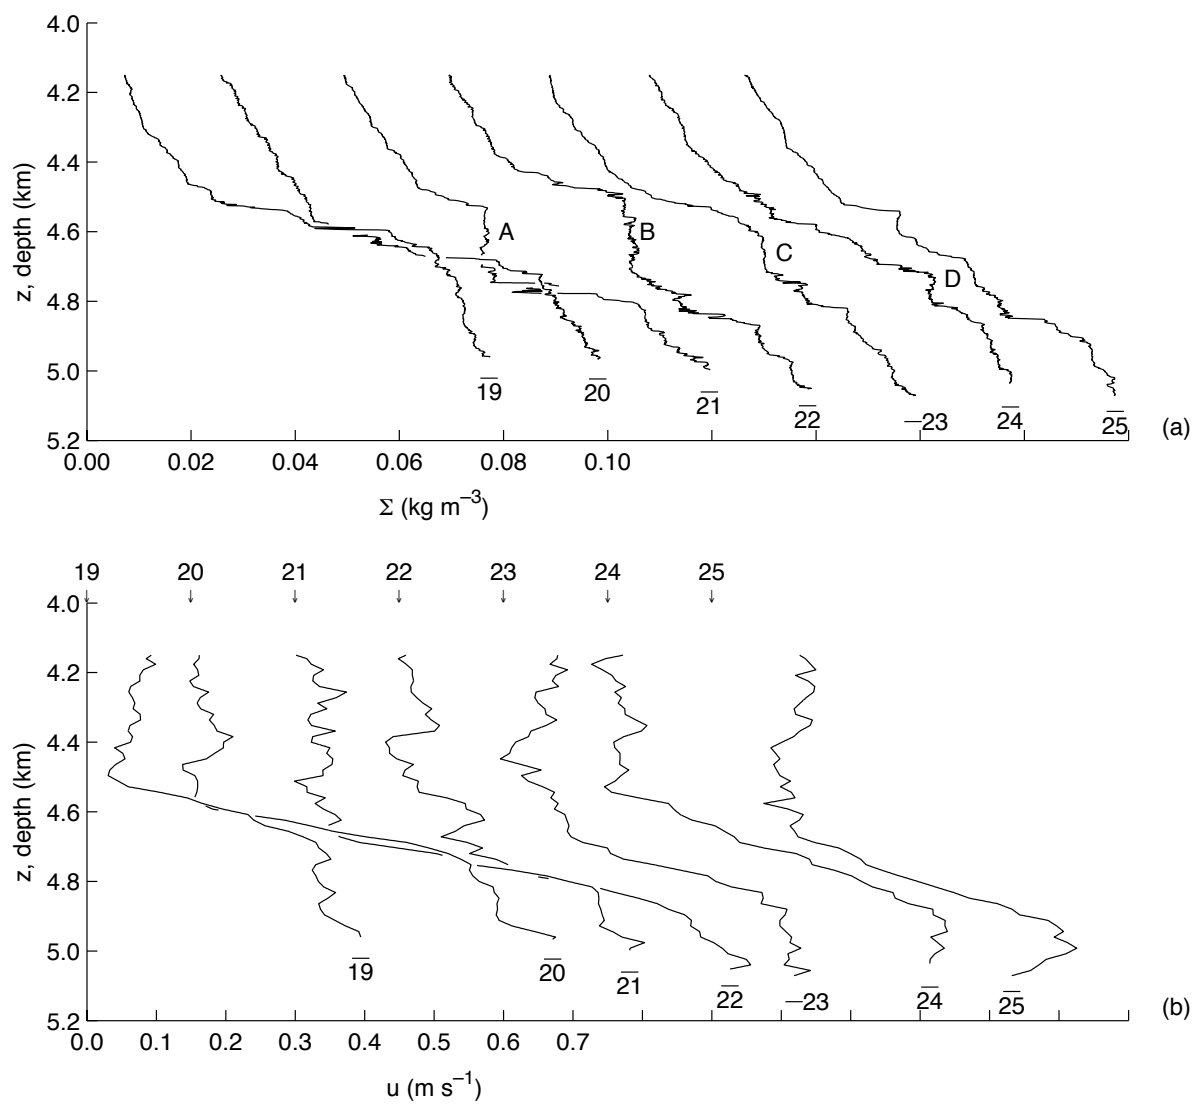 4.0
4.2
4.4
4.6
4.8
5.0
5.2
z, depth (km)
A
B
C
D
19
20
21
22
–23
24
25
(a)
0.00 0.02 0.04 0.06 0.08 0.10
Σ (kg m–3)
19 20 21 22 23 24 25
4.0
4.2
4.4
4.6
4.8
5.0
5.2
z, depth (km)
19
20
21
22
–23
24
25
(b)
0.0 0.1 0.2 0.3 0.4 0.5 0.6 0.7
u (m s–1)